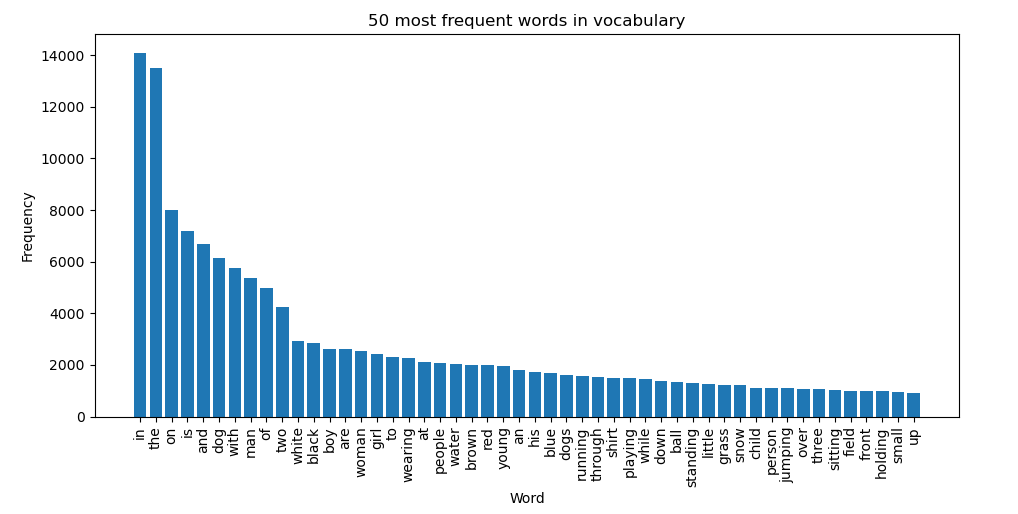 50 most frequent words in vocabulary
14000
12000
10000
8000
6000
4000
2000
0
Frequency
in
the
on
is
and
dog
with
man
of
two
white
black
boy
are
woman
girl
to
wearing
at
people
water
brown
red
young
an
his
blue
dogs
running
through
shirt
playing
while
down
ball
standing
little
grass
snow
child
person
jumping
over
three
sitting
field
front
holding
small
up
Word